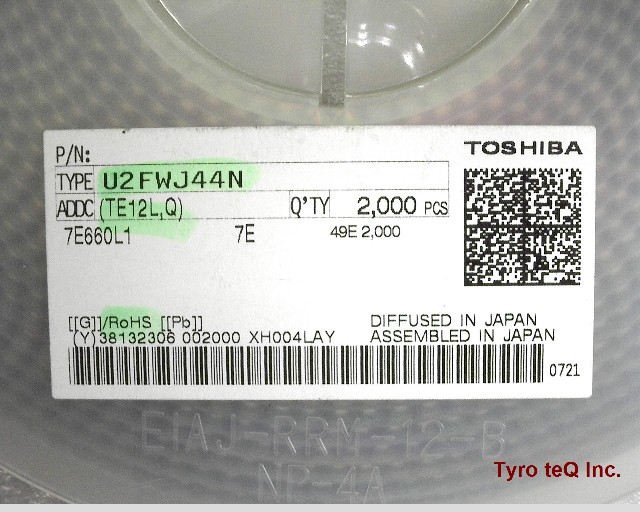 P/N:
TOSHIBA
TYPE U2FWJ44N
ADDC (TE12L,Q) Q'TY 2,000 PCS
7E660L1 7E 49E 2,000
[[G]]/RoHS [[Pb]] DIFFUSED IN JAPAN
(Y)38132306 002000 XH004LAY ASSEMBLED IN JAPAN
0721
EIAJ-RRM-12-B
NP-4A
Tyro teQ Inc.